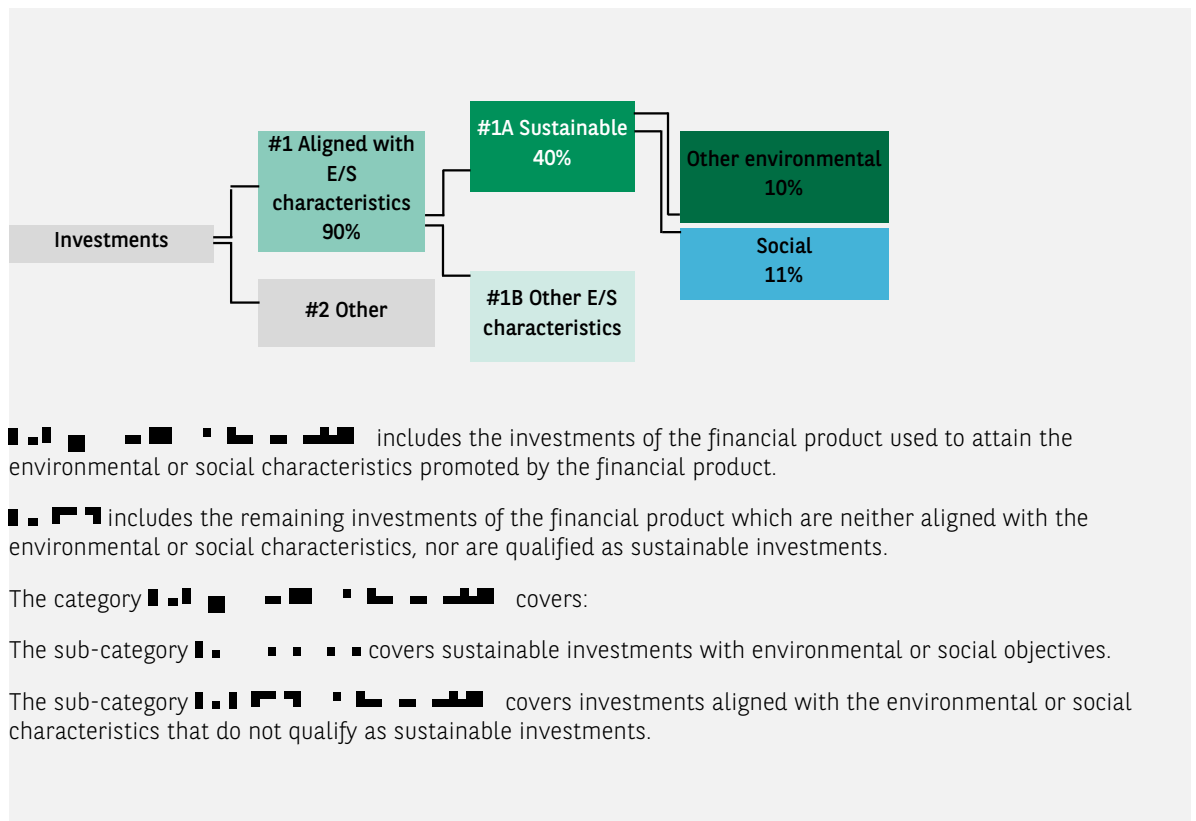 #1A Sustainable
40%
#1 Aligned with
E/S
characteristics
90%
Other environmental
10%
Investments
Social
11%
#2 Other
#1B Other E/S
characteristics
includes the investments of the financial product used to attain the
environmental or social characteristics promoted by the financial product.
includes the remaining investments of the financial product which are neither aligned with the
environmental or social characteristics, nor are qualified as sustainable investments.
The category covers:
The sub-category covers sustainable investments with environmental or social objectives.
The sub-category covers investments aligned with the environmental or social
characteristics that do not qualify as sustainable investments.